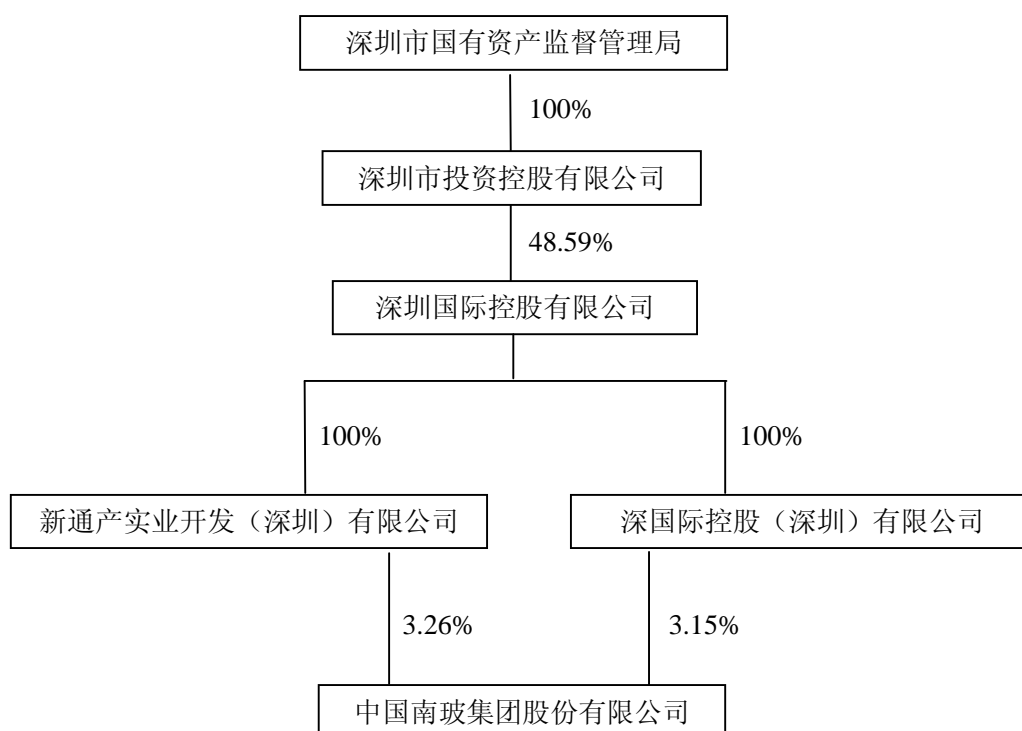 深圳市国有资产监督管理局
100%
深圳市投资控股有限公司
48.59%
深圳国际控股有限公司
100%
100%
新通产实业开发（深圳）有限公司
深国际控股（深圳）有限公司
3.26%
3.15%
中国南玻集团股份有限公司